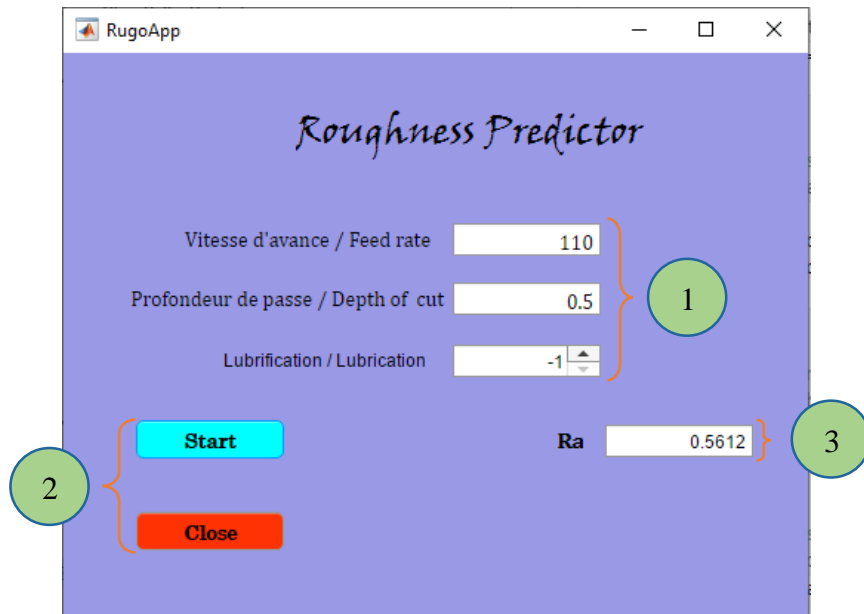 RugoApp
Roughness Predictor
Vitesse d'avance / Feed rate 110
Profondeur de passe / Depth of cut 0.5
1
Lubrification / Lubrication -1
Start Ra 0.5612
3
2
Close